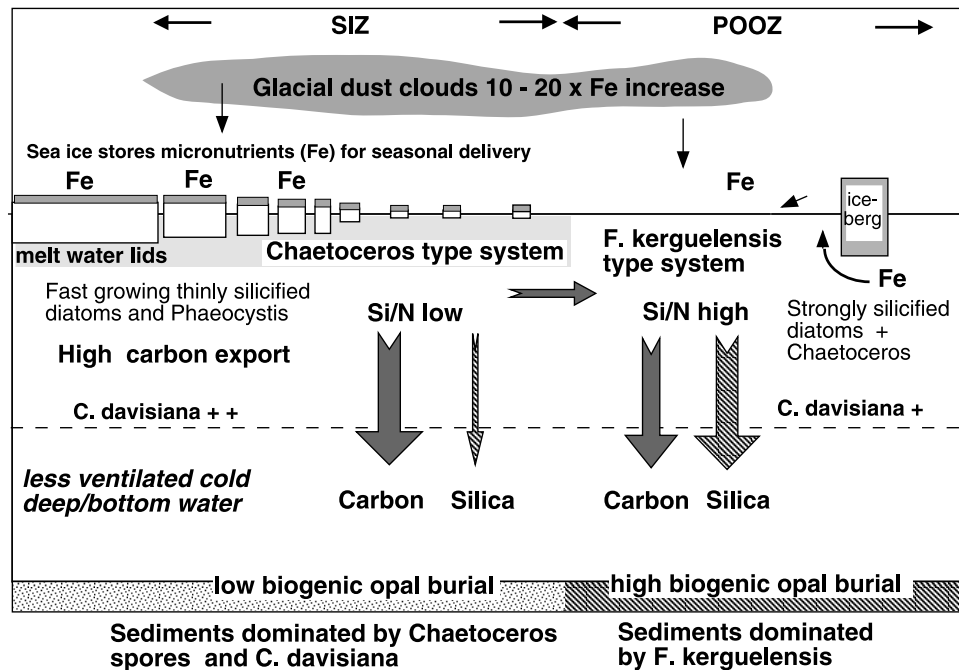 SIZ
POOZ
Glacial dust clouds 10 - 20 x Fe increase
Sea ice stores micronutrients (Fe) for seasonal delivery
Fe
Fe
Fe
Fe
ice-
berg
melt water lids
Chaetoceros type system
F. kerguelensis
type system
Fe
Fast growing thinly silicified
diatoms and Phaeocystis
Si/N low
Si/N high
Strongly silicified
diatoms +
Chaetoceros
High carbon export
C. davisiana + +
C. davisiana +
less ventilated cold
deep/bottom water
Carbon
Silica
Carbon
Silica
low biogenic opal burial
high biogenic opal burial
Sediments dominated by Chaetoceros
spores and C. davisiana
Sediments dominated
by F. kerguelensis